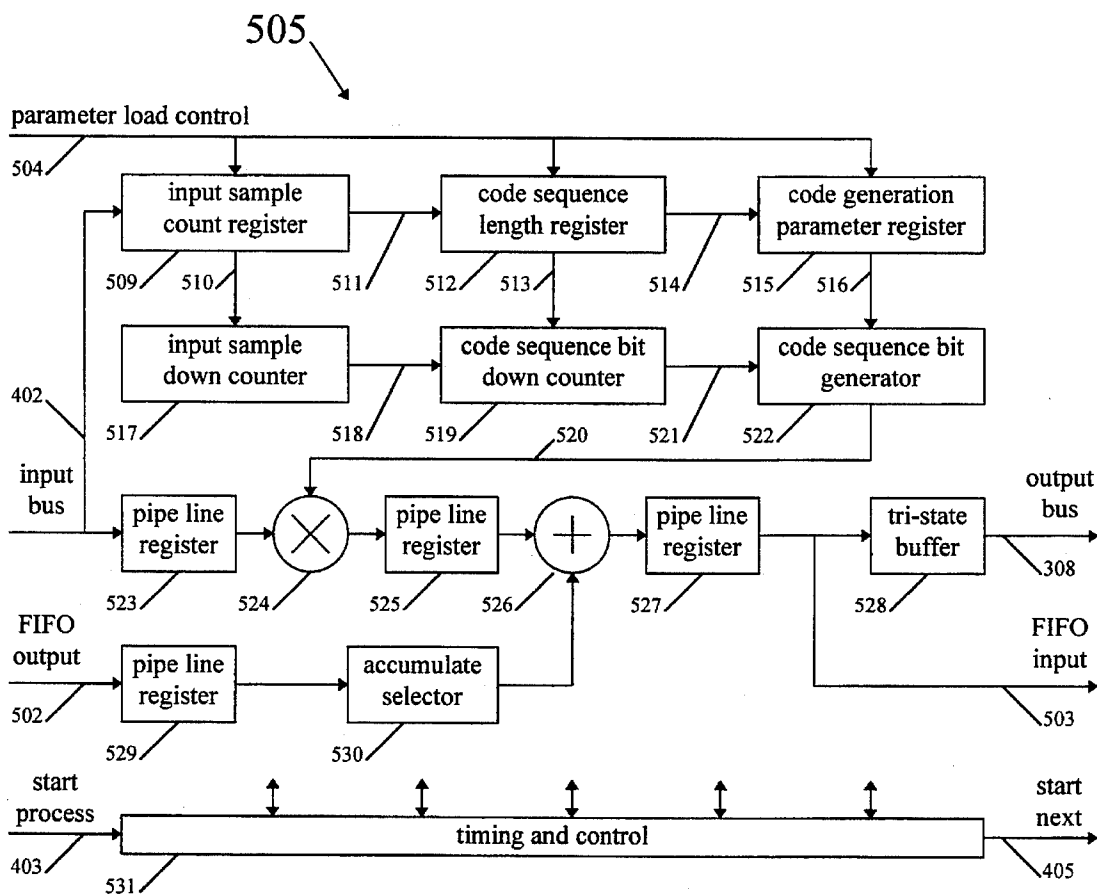 505
parameter load control
504
input sample
count register
code sequence
length register
code generation
parameter register
509
510
511
512
513
514
515
516
input sample
down counter
code sequence bit
down counter
code sequence bit
generator
402
517
518
519
520
521
522
input
bus
pipe line
register
pipe line
register
pipe line
register
tri-state
buffer
output
bus
523
524
525
526
527
528
308
FIFO
output
pipe line
register
accumulate
selector
FIFO
input
502
529
530
503
start
process
timing and control
start
next
403
531
405